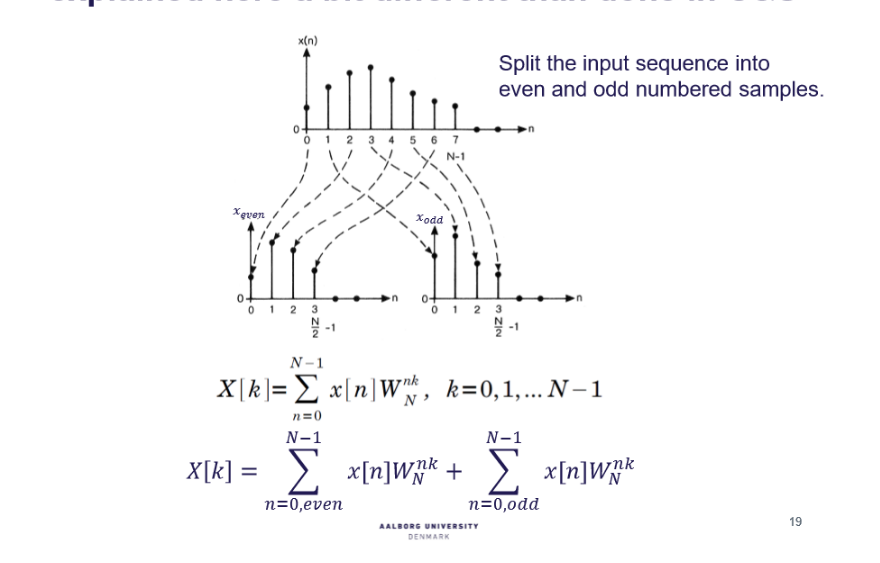 x(n)
Split the input sequence into
even and odd numbered samples.
0 n
0 1 2 3 4 5 6 7
N-1
x_even x_odd
0 n 0 n
0 1 2 3 0 1 2 3
N/2 -1 N/2 -1
X[k]=∑_{n=0}^{N-1} x[n]W_N^{nk}, k=0,1,...N-1
X[k] = ∑_{n=0,even}^{N-1} x[n]W_N^{nk} + ∑_{n=0,odd}^{N-1} x[n]W_N^{nk}
AALBORG UNIVERSITY
DENMARK
19